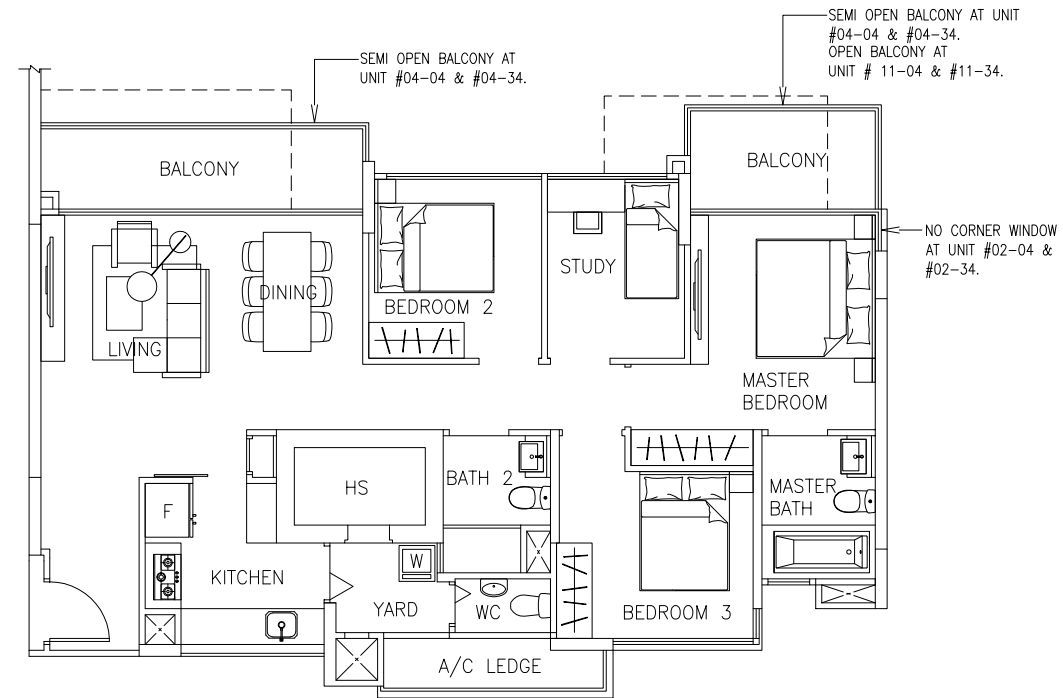 SEMI OPEN BALCONY AT UNIT
#04-04 & #04-34.
OPEN BALCONY AT
UNIT # 11-04 & #11-34.
SEMI OPEN BALCONY AT
UNIT #04-04 & #04-34.
BALCONY
BALCONY
NO CORNER WINDOW
AT UNIT #02-04 &
#02-34.
STUDY
DINING
BEDROOM 2
LIVING
MASTER
BEDROOM
BATH 2
HS
MASTER
BATH
F
W
KITCHEN
YARD
WC
BEDROOM 3
A/C LEDGE